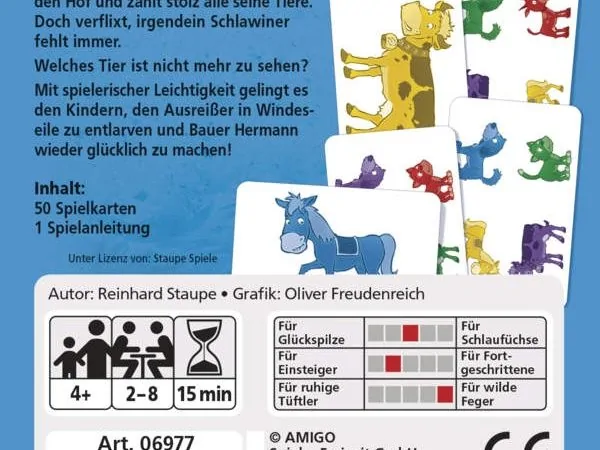 den Hof und zählt stolz alle seine Tiere.
Doch verflixt, irgendein Schlawiner
fehlt immer.
Welches Tier ist nicht mehr zu sehen?
Mit spielerischer Leichtigkeit gelingt es
den Kindern, den Ausreißer in Windes-
eile zu entlarven und Bauer Hermann
wieder glücklich zu machen!
Inhalt:
50 Spielkarten
1 Spielanleitung
Unter Lizenz von: Staupe Spiele
Autor: Reinhard Staupe • Grafik: Oliver Freudenreich
4+ 2–8 15 min
Für Glückspilze Für Schlaufüchse
Für Einsteiger Für Fort-
geschrittene
Für ruhige Tüftler Für wilde Feger
Art. 06977
© AMIGO
CE